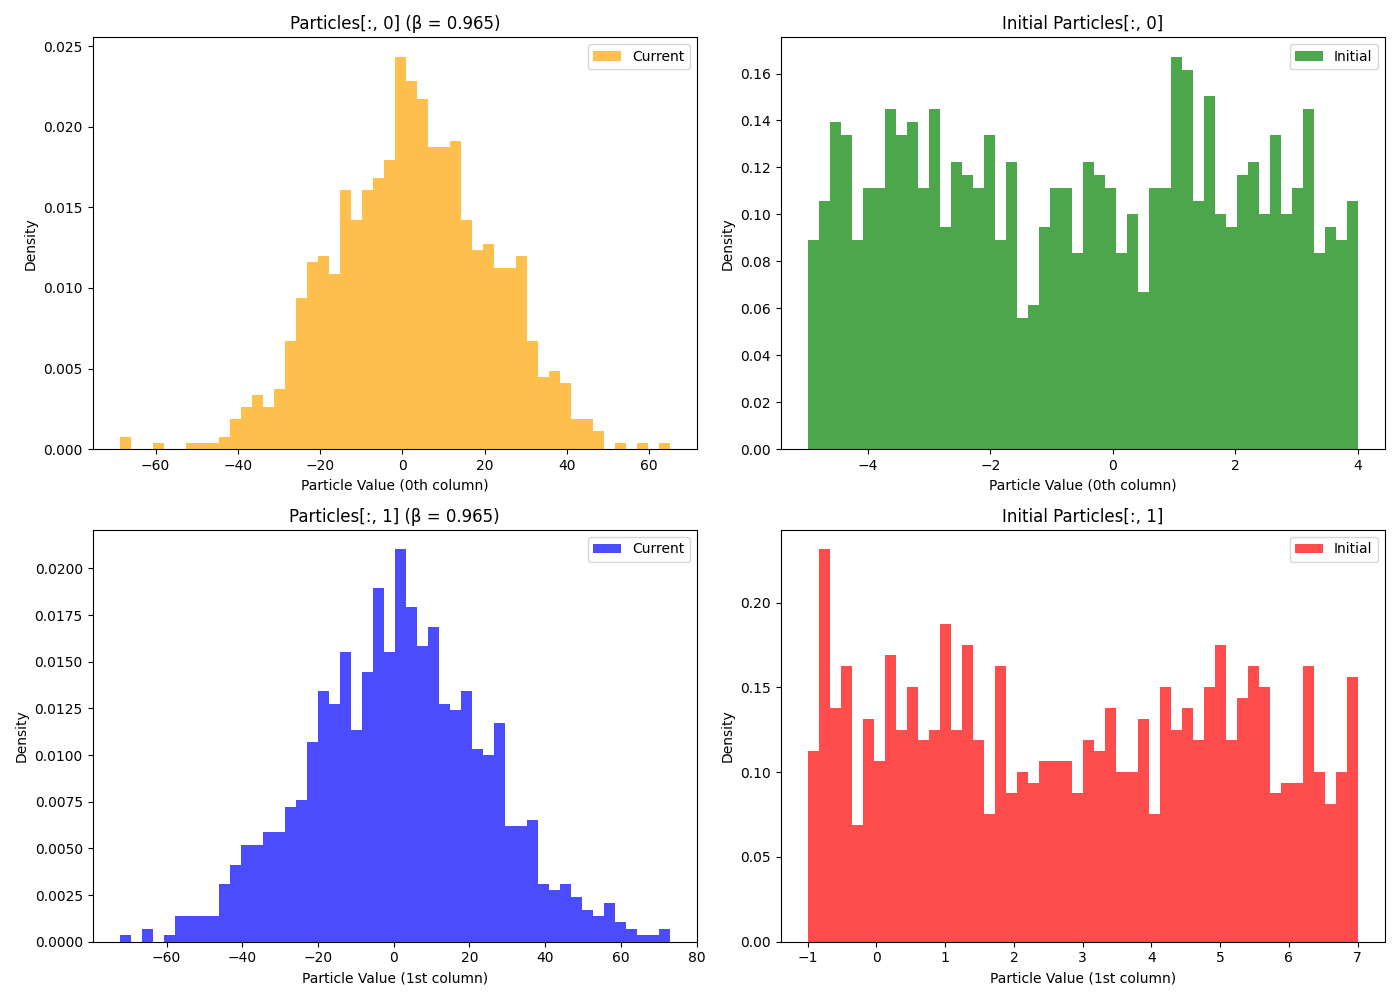 Particles[:, 0] (β = 0.965)
Current
Density
0.025
0.020
0.015
0.010
0.005
0.000
−60 −40 −20 0 20 40 60
Particle Value (0th column)
Initial Particles[:, 0]
Initial
Density
0.16
0.14
0.12
0.10
0.08
0.06
0.04
0.02
0.00
−4 −2 0 2 4
Particle Value (0th column)
Particles[:, 1] (β = 0.965)
Current
Density
0.0200
0.0175
0.0150
0.0125
0.0100
0.0075
0.0050
0.0025
0.0000
−60 −40 −20 0 20 40 60 80
Particle Value (1st column)
Initial Particles[:, 1]
Initial
Density
0.20
0.15
0.10
0.05
0.00
−1 0 1 2 3 4 5 6 7
Particle Value (1st column)